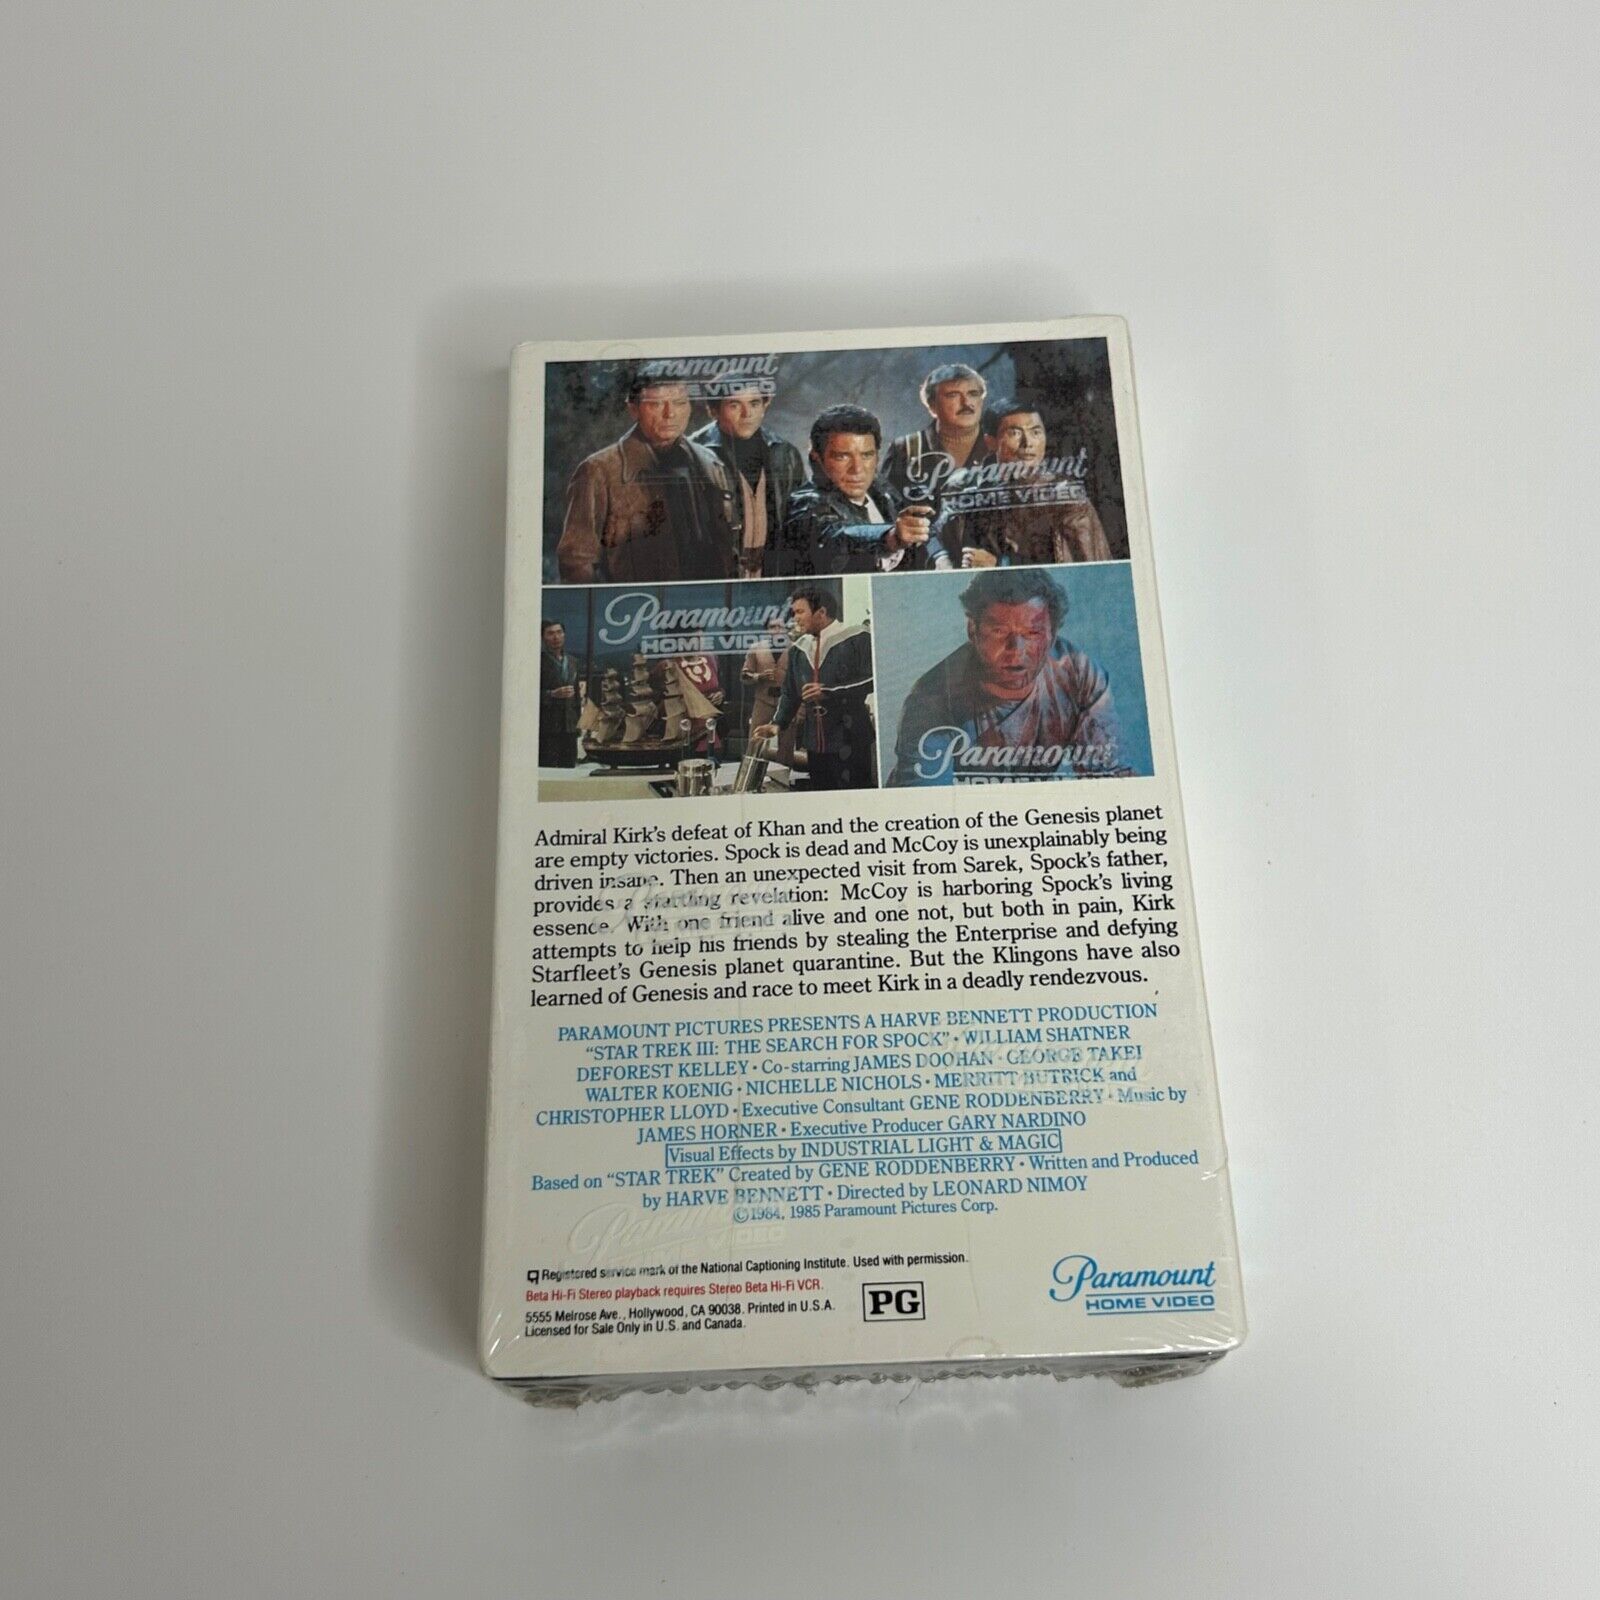 Paramount
HOME VIDEO
Paramount
HOME VIDEO
Paramount
HOME VIDEO
Paramount
Admiral Kirk's defeat of Khan and the creation of the Genesis planet
are empty victories. Spock is dead and McCoy is unexplainably being
driven insane. Then an unexpected visit from Sarek, Spock's father,
provides a startling revelation: McCoy is harboring Spock's living
essence. With one friend alive and one not, but both in pain, Kirk
attempts to help his friends by stealing the Enterprise and defying
Starfleet's Genesis planet quarantine. But the Klingons have also
learned of Genesis and race to meet Kirk in a deadly rendezvous.
PARAMOUNT PICTURES PRESENTS A HARVE BENNETT PRODUCTION
"STAR TREK III: THE SEARCH FOR SPOCK" • WILLIAM SHATNER
DEFOREST KELLEY • Co-starring JAMES DOOHAN • GEORGE TAKEI
WALTER KOENIG • NICHELLE NICHOLS • MERRITT BUTRICK and
CHRISTOPHER LLOYD • Executive Consultant GENE RODDENBERRY • Music by
JAMES HORNER • Executive Producer GARY NARDINO
Visual Effects by INDUSTRIAL LIGHT & MAGIC
Based on "STAR TREK" Created by GENE RODDENBERRY • Written and Produced
by HARVE BENNETT • Directed by LEONARD NIMOY
©1984, 1985 Paramount Pictures Corp.
Registered service mark of the National Captioning Institute. Used with permission.
Beta Hi-Fi Stereo playback requires Stereo Beta Hi-Fi VCR.
5555 Melrose Ave., Hollywood, CA 90038. Printed in U.S.A.
Licensed for Sale Only in U.S. and Canada.
PG
Paramount
HOME VIDEO